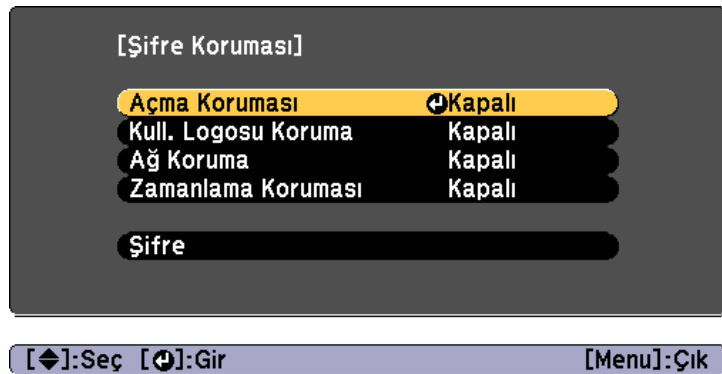 [Şifre Koruması]
Açma Koruması Kapalı
Kull. Logosu Koruma Kapalı
Ağ Koruma Kapalı
Zamanlama Koruması Kapalı
Şifre
[◆]:Seç [↵]:Gir [Menu]:Çık